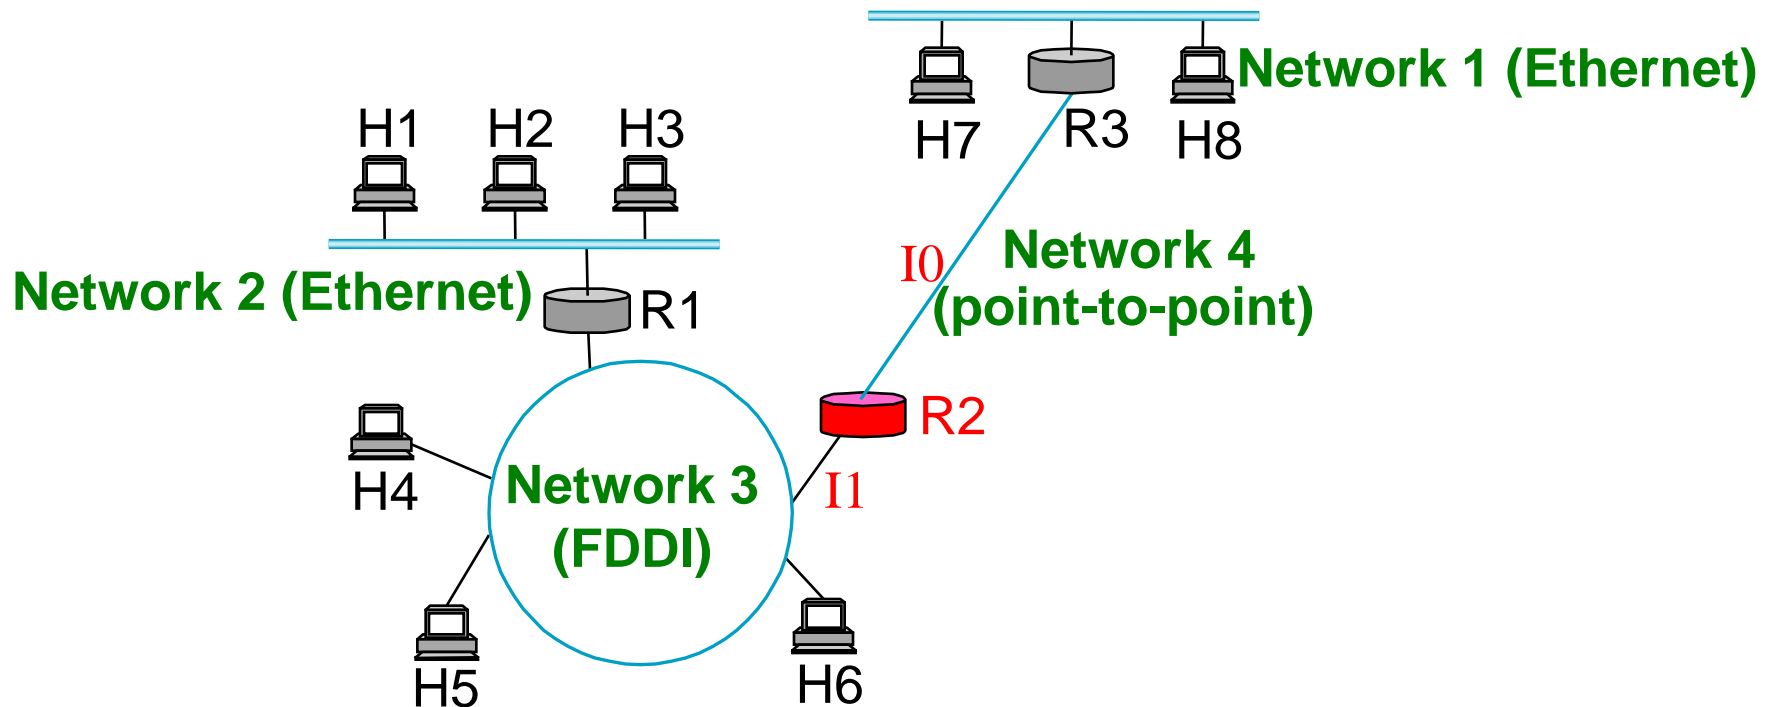 Network 1 (Ethernet)
H7
R3
H8
H1
H2
H3
Network 2 (Ethernet)
R1
I0
Network 4
(point-to-point)
R2
I1
H4
Network 3
(FDDI)
H5
H6